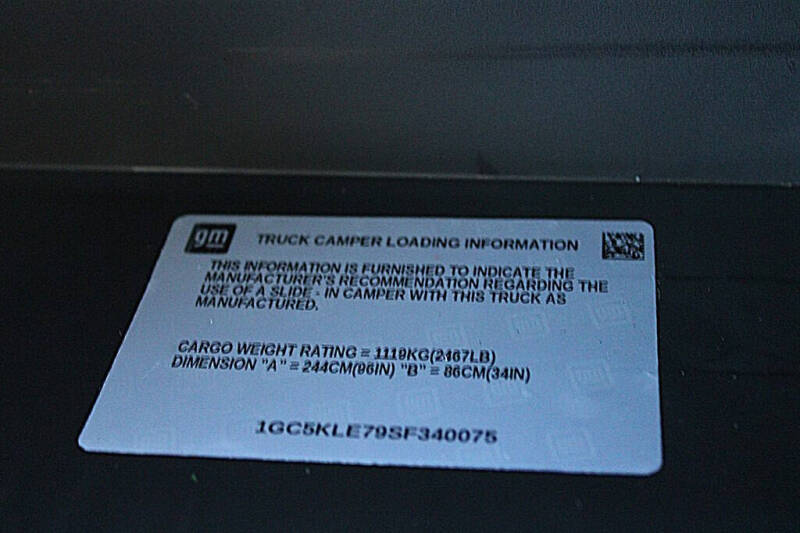 gm
TRUCK CAMPER LOADING INFORMATION
THIS INFORMATION IS FURNISHED TO INDICATE THE
MANUFACTURER'S RECOMMENDATION REGARDING THE
USE OF A SLIDE - IN CAMPER WITH THIS TRUCK AS
MANUFACTURED.
CARGO WEIGHT RATING = 1119KG(2467LB)
DIMENSION "A" = 244CM(96IN) "B" = 86CM(34IN)
1GC5KLE79SF340075